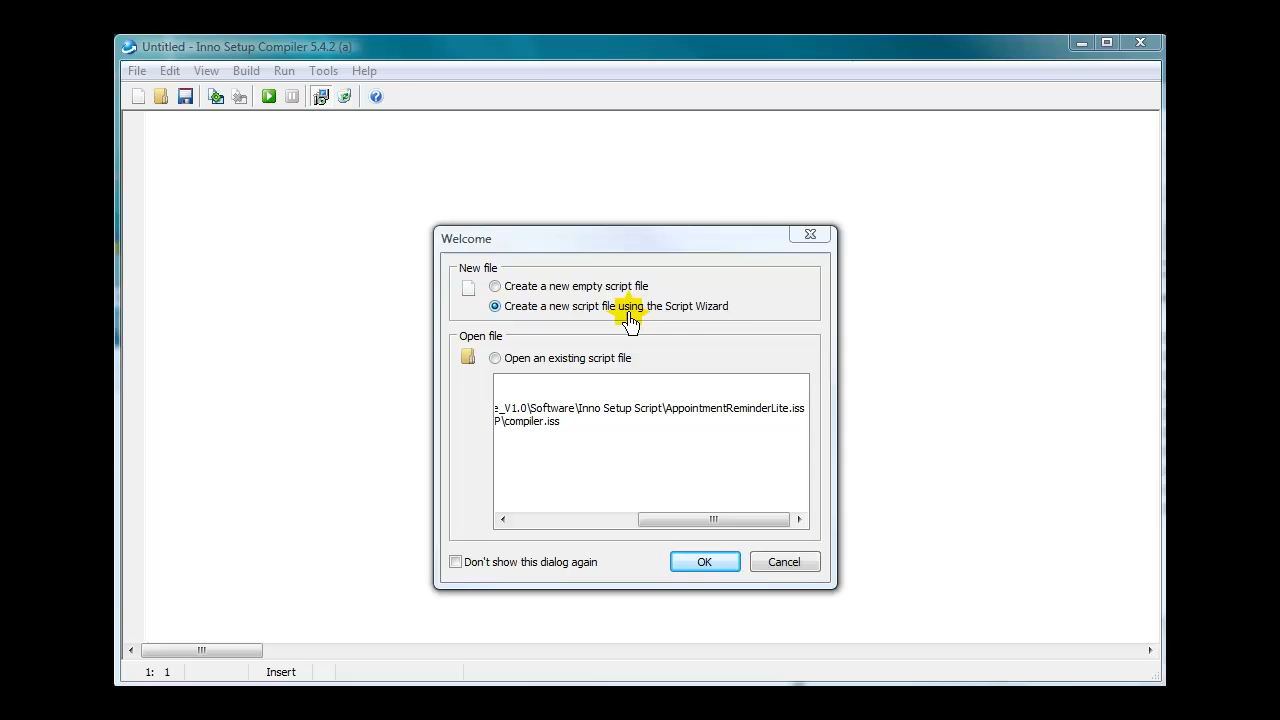 Untitled - Inno Setup Compiler 5.4.2 (a)
File Edit View Build Run Tools Help
Welcome
New file
Create a new empty script file
Create a new script file using the Script Wizard
Open file
Open an existing script file
e_V1.0\Software\Inno Setup Script\AppointmentReminderLite.iss
P\compiler.iss
Don't show this dialog again
OK
Cancel
1: 1
Insert